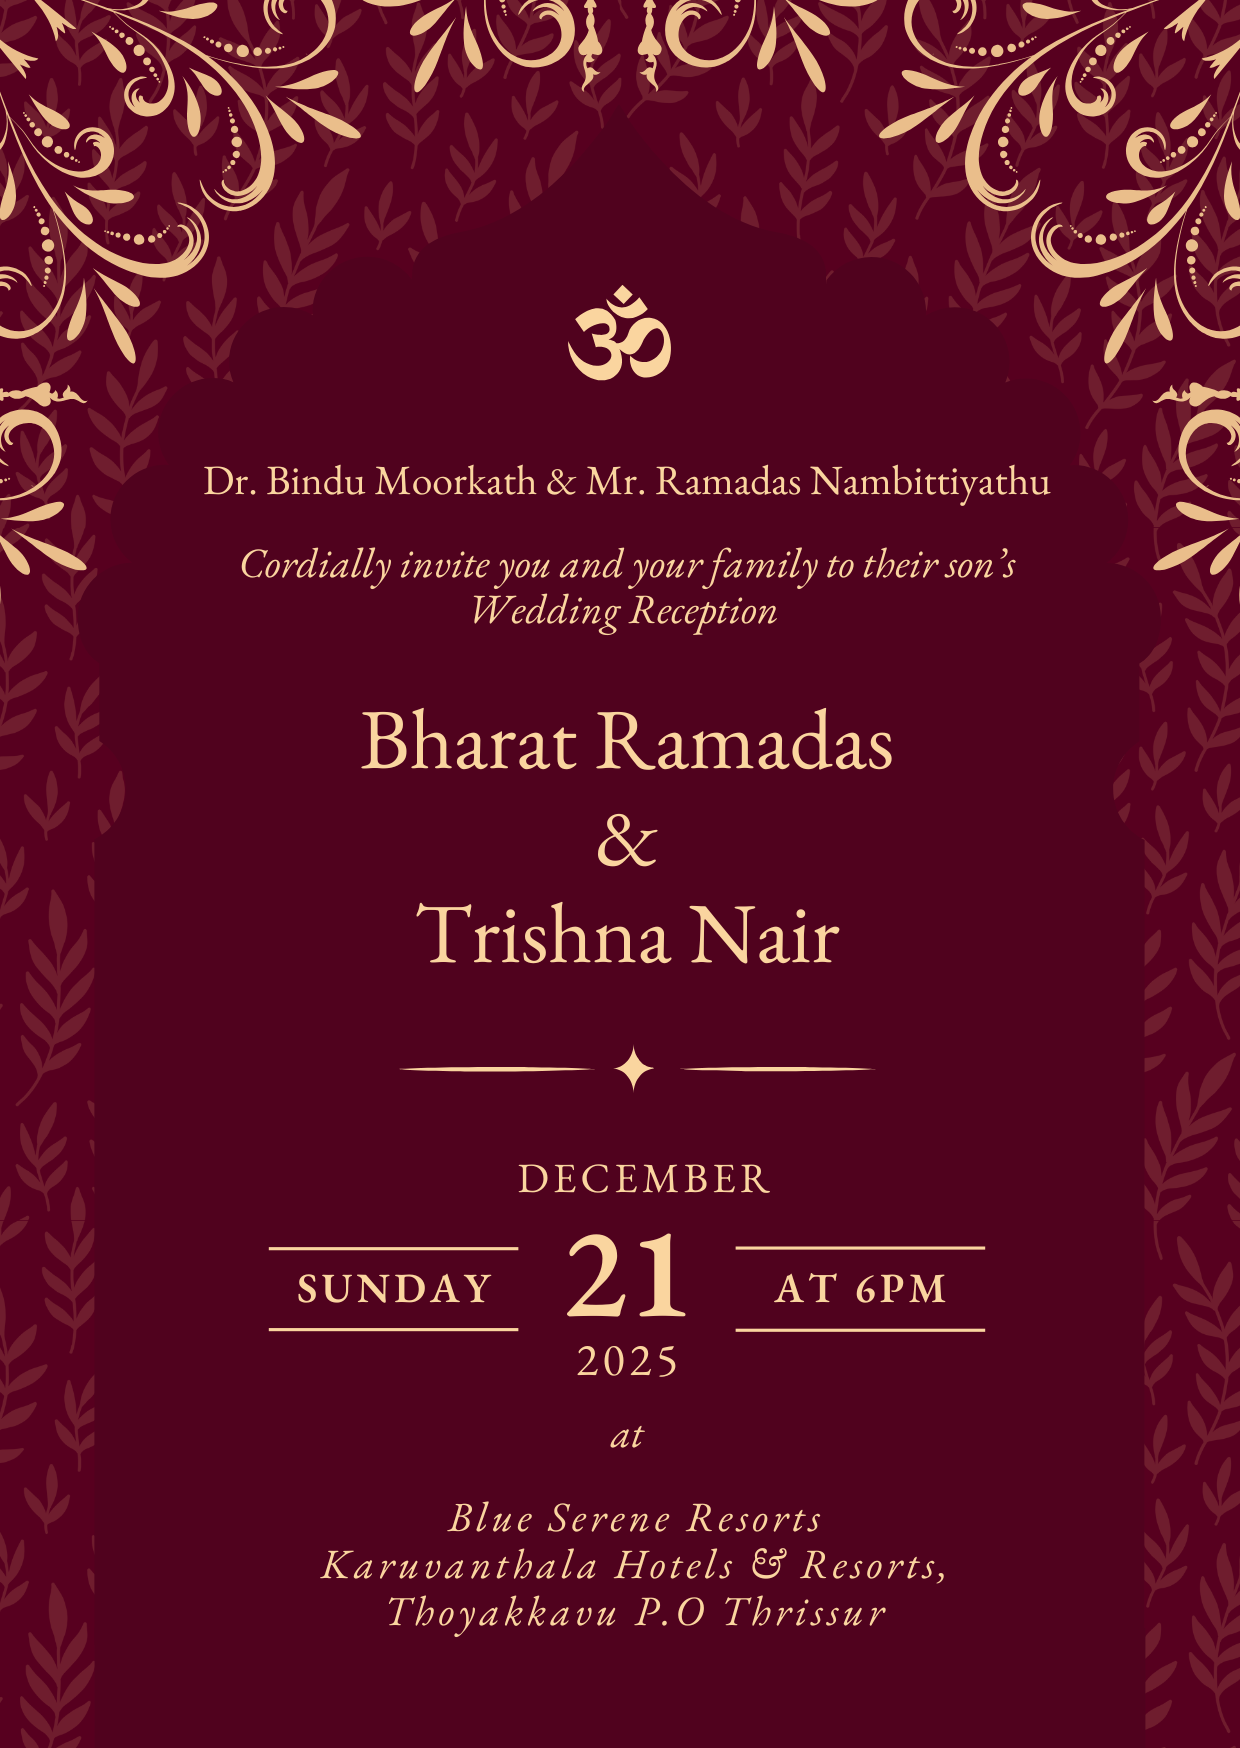 ॐ
Dr. Bindu Moorkath & Mr. Ramadas Nambittiyathu
Cordially invite you and your family to their son’s
Wedding Reception
Bharat Ramadas
&
Trishna Nair
DECEMBER
SUNDAY 21 AT 6PM
2025
at
Blue Serene Resorts
Karuvanthala Hotels & Resorts,
Thoyakkavu P.O Thrissur